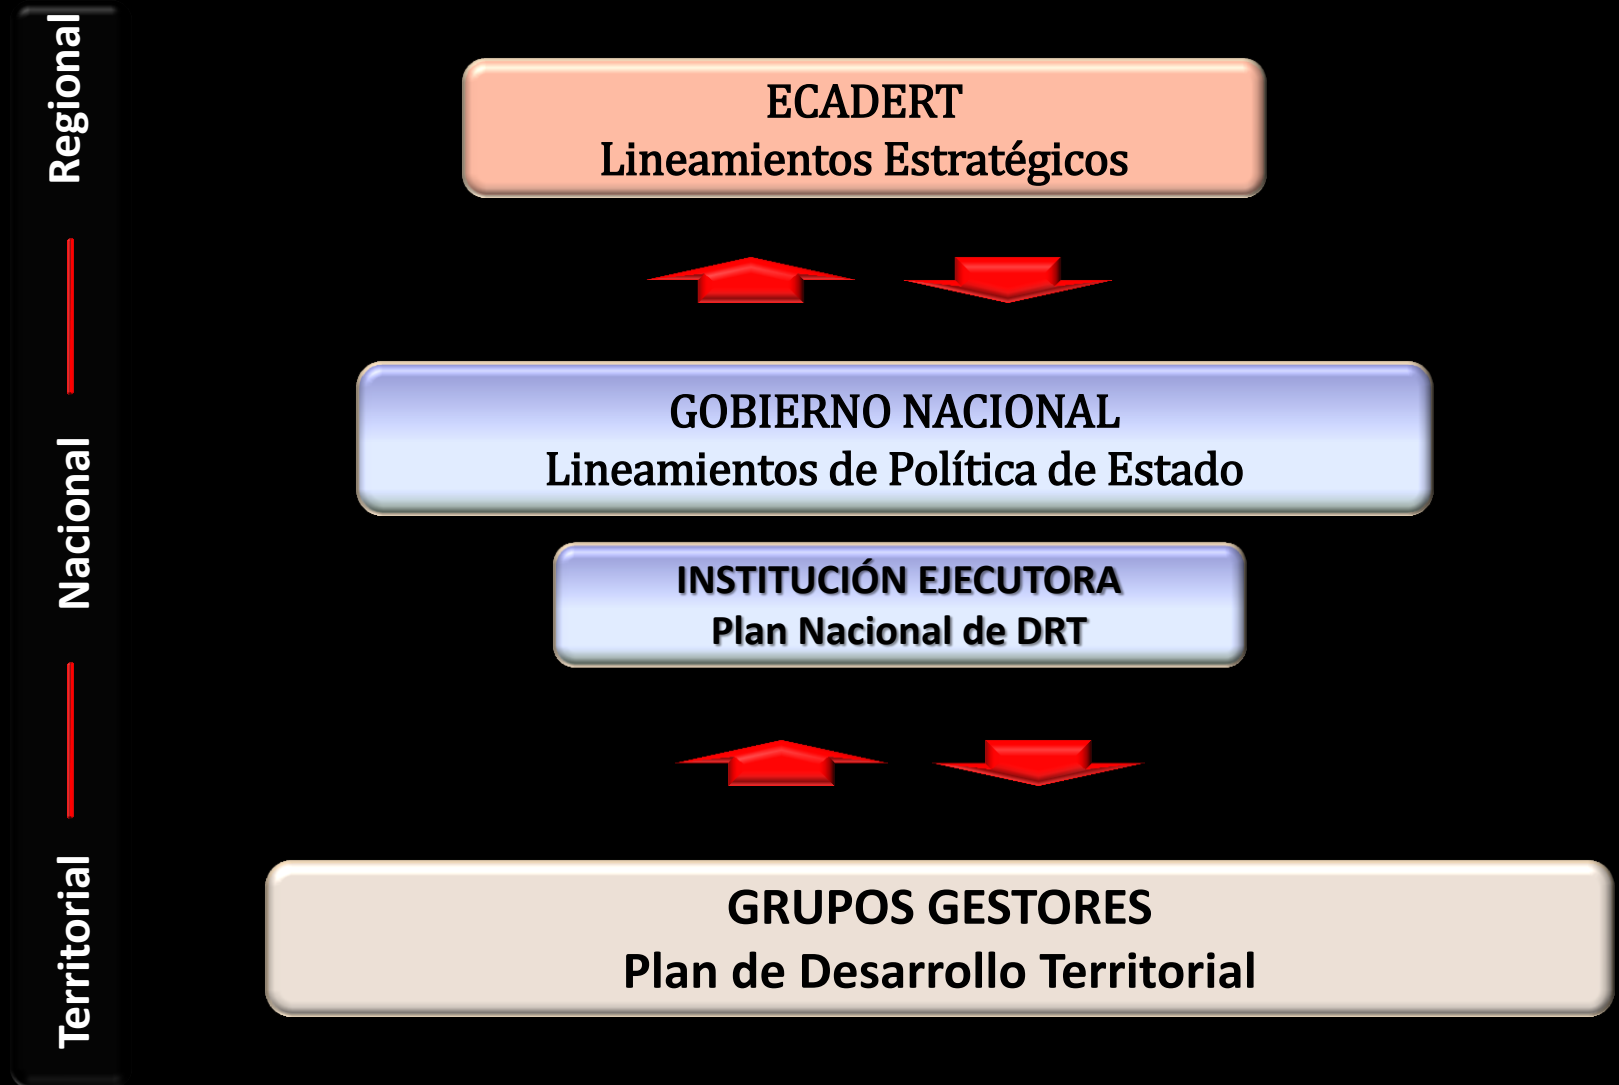 Regional
ECADERT
Lineamientos Estratégicos
Nacional
GOBIERNO NACIONAL
Lineamientos de Política de Estado
INSTITUCIÓN EJECUTORA
Plan Nacional de DRT
Territorial
GRUPOS GESTORES
Plan de Desarrollo Territorial